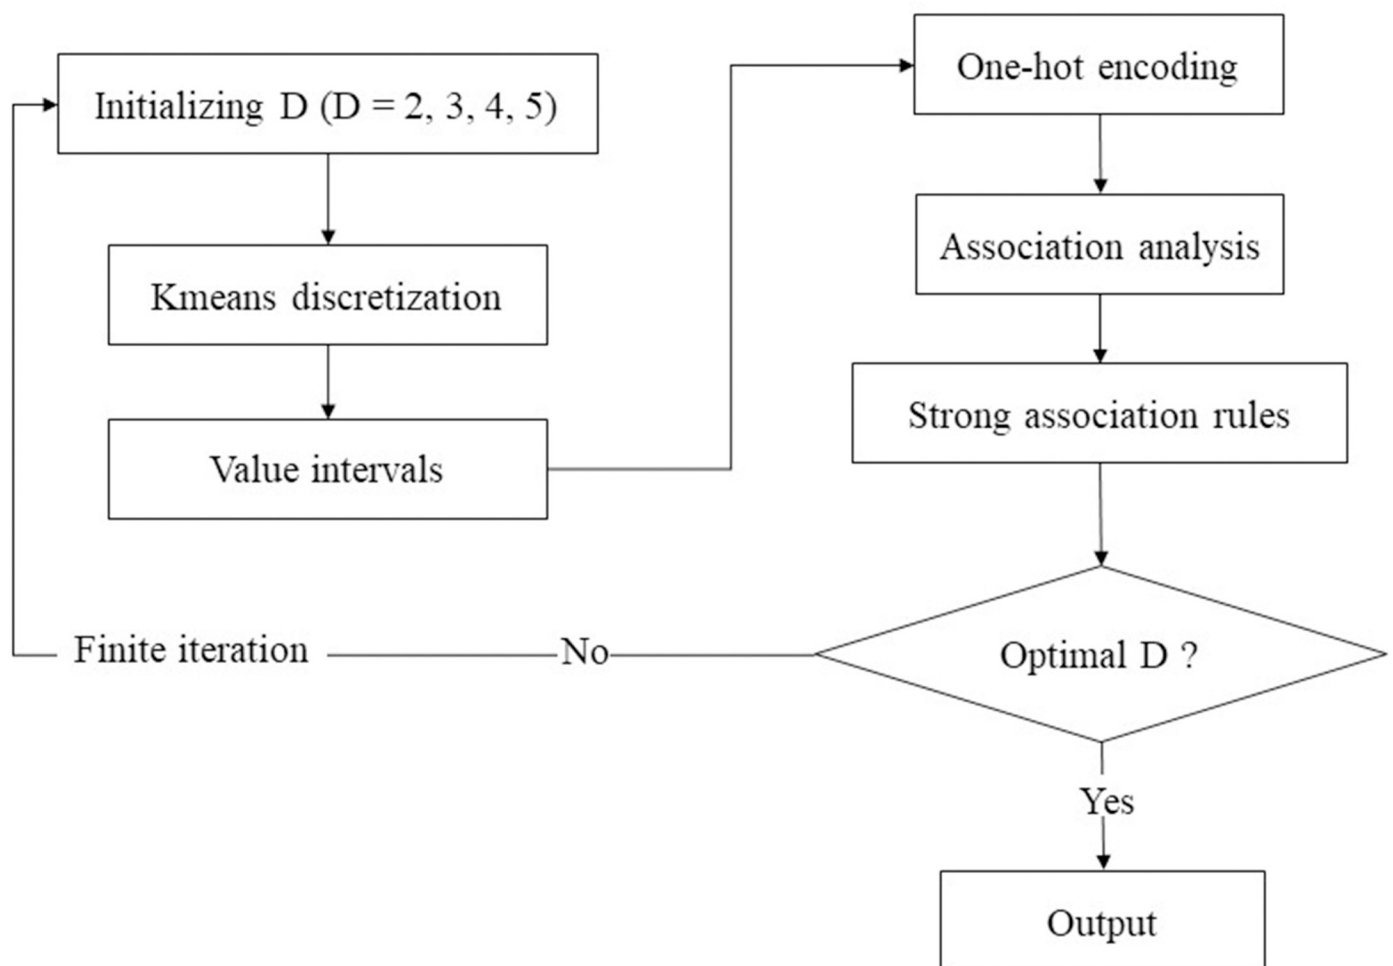 Initializing D (D = 2, 3, 4, 5)
Kmeans discretization
Value intervals
One-hot encoding
Association analysis
Strong association rules
Optimal D ?
No
Finite iteration
Yes
Output